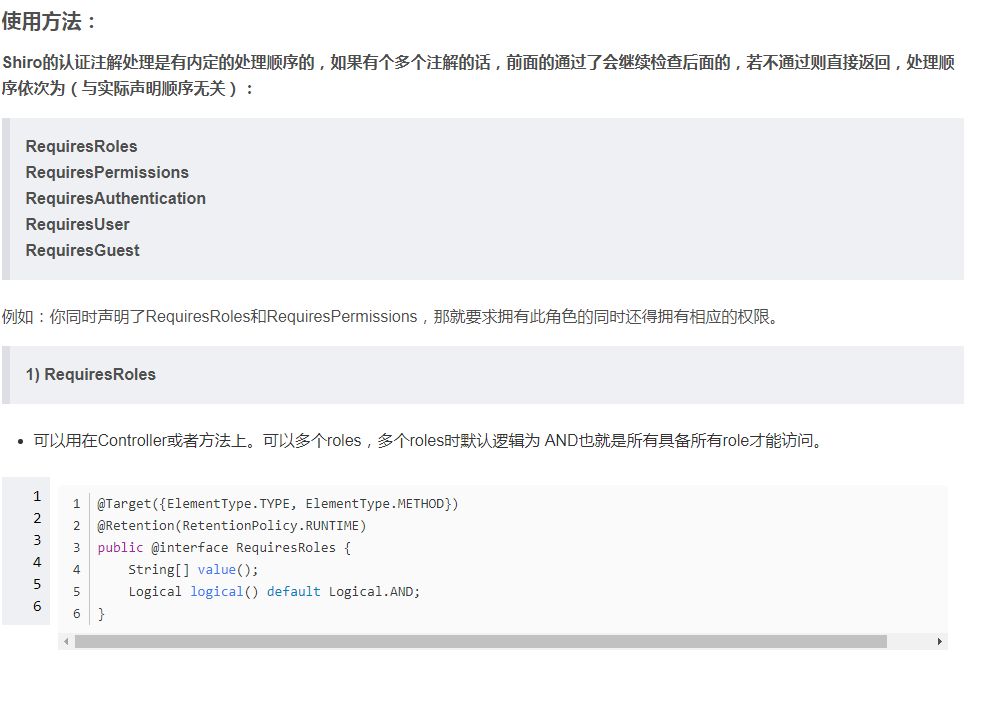 使用方法：
Shiro的认证注解处理是有内定的处理顺序的，如果有个多个注解的话，前面的通过了会继续检查后面的，若不通过则直接返回，处理顺
序依次为（与实际声明顺序无关）：
RequiresRoles
RequiresPermissions
RequiresAuthentication
RequiresUser
RequiresGuest
例如：你同时声明了RequiresRoles和RequiresPermissions，那就要求拥有此角色的同时还得拥有相应的权限。
1) RequiresRoles
• 可以用在Controller或者方法上。可以多个roles，多个roles时默认逻辑为 AND也就是所有具备所有role才能访问。
1 1 @Target({ElementType.TYPE, ElementType.METHOD})
2 2 @Retention(RetentionPolicy.RUNTIME)
3 3 public @interface RequiresRoles {
4 4     String[] value();
5 5     Logical logical() default Logical.AND;
6 6 }